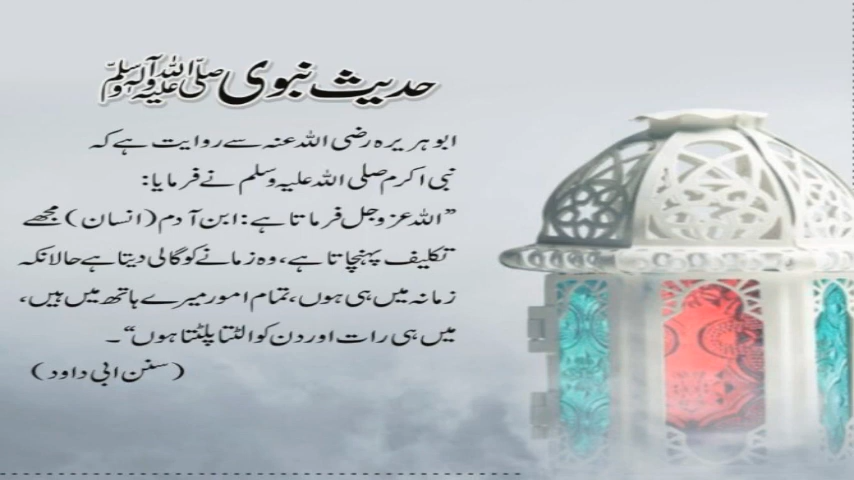 حدیث نبوی صلی اللہ علیہ وآلہ وسلم
ابو ہریرہ رضی اللہ عنہ سے روایت ہے کہ
نبی اکرم صلی اللہ علیہ وسلم نے فرمایا:
”اللہ عزوجل فرماتا ہے: ابن آدم (انسان) مجھے
تکلیف پہنچاتا ہے، وہ زمانے کو گالی دیتا ہے حالانکہ
زمانہ میں ہی ہوں، تمام امور میرے ہاتھ میں ہیں،
میں ہی رات اور دن کو الٹتا پلٹتا ہوں“۔
(سنن ابی داود)